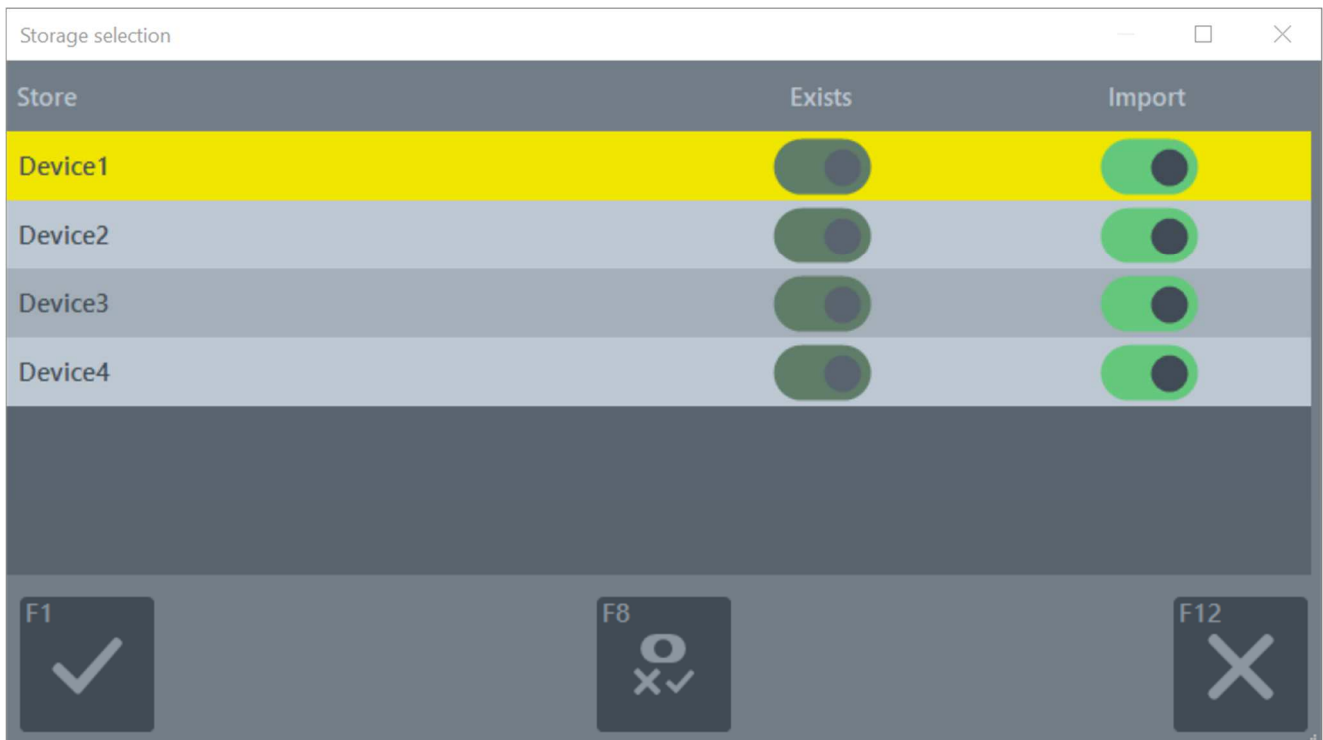 Storage selection
Store Exists Import
Device1
Device2
Device3
Device4
F1 F8 F12